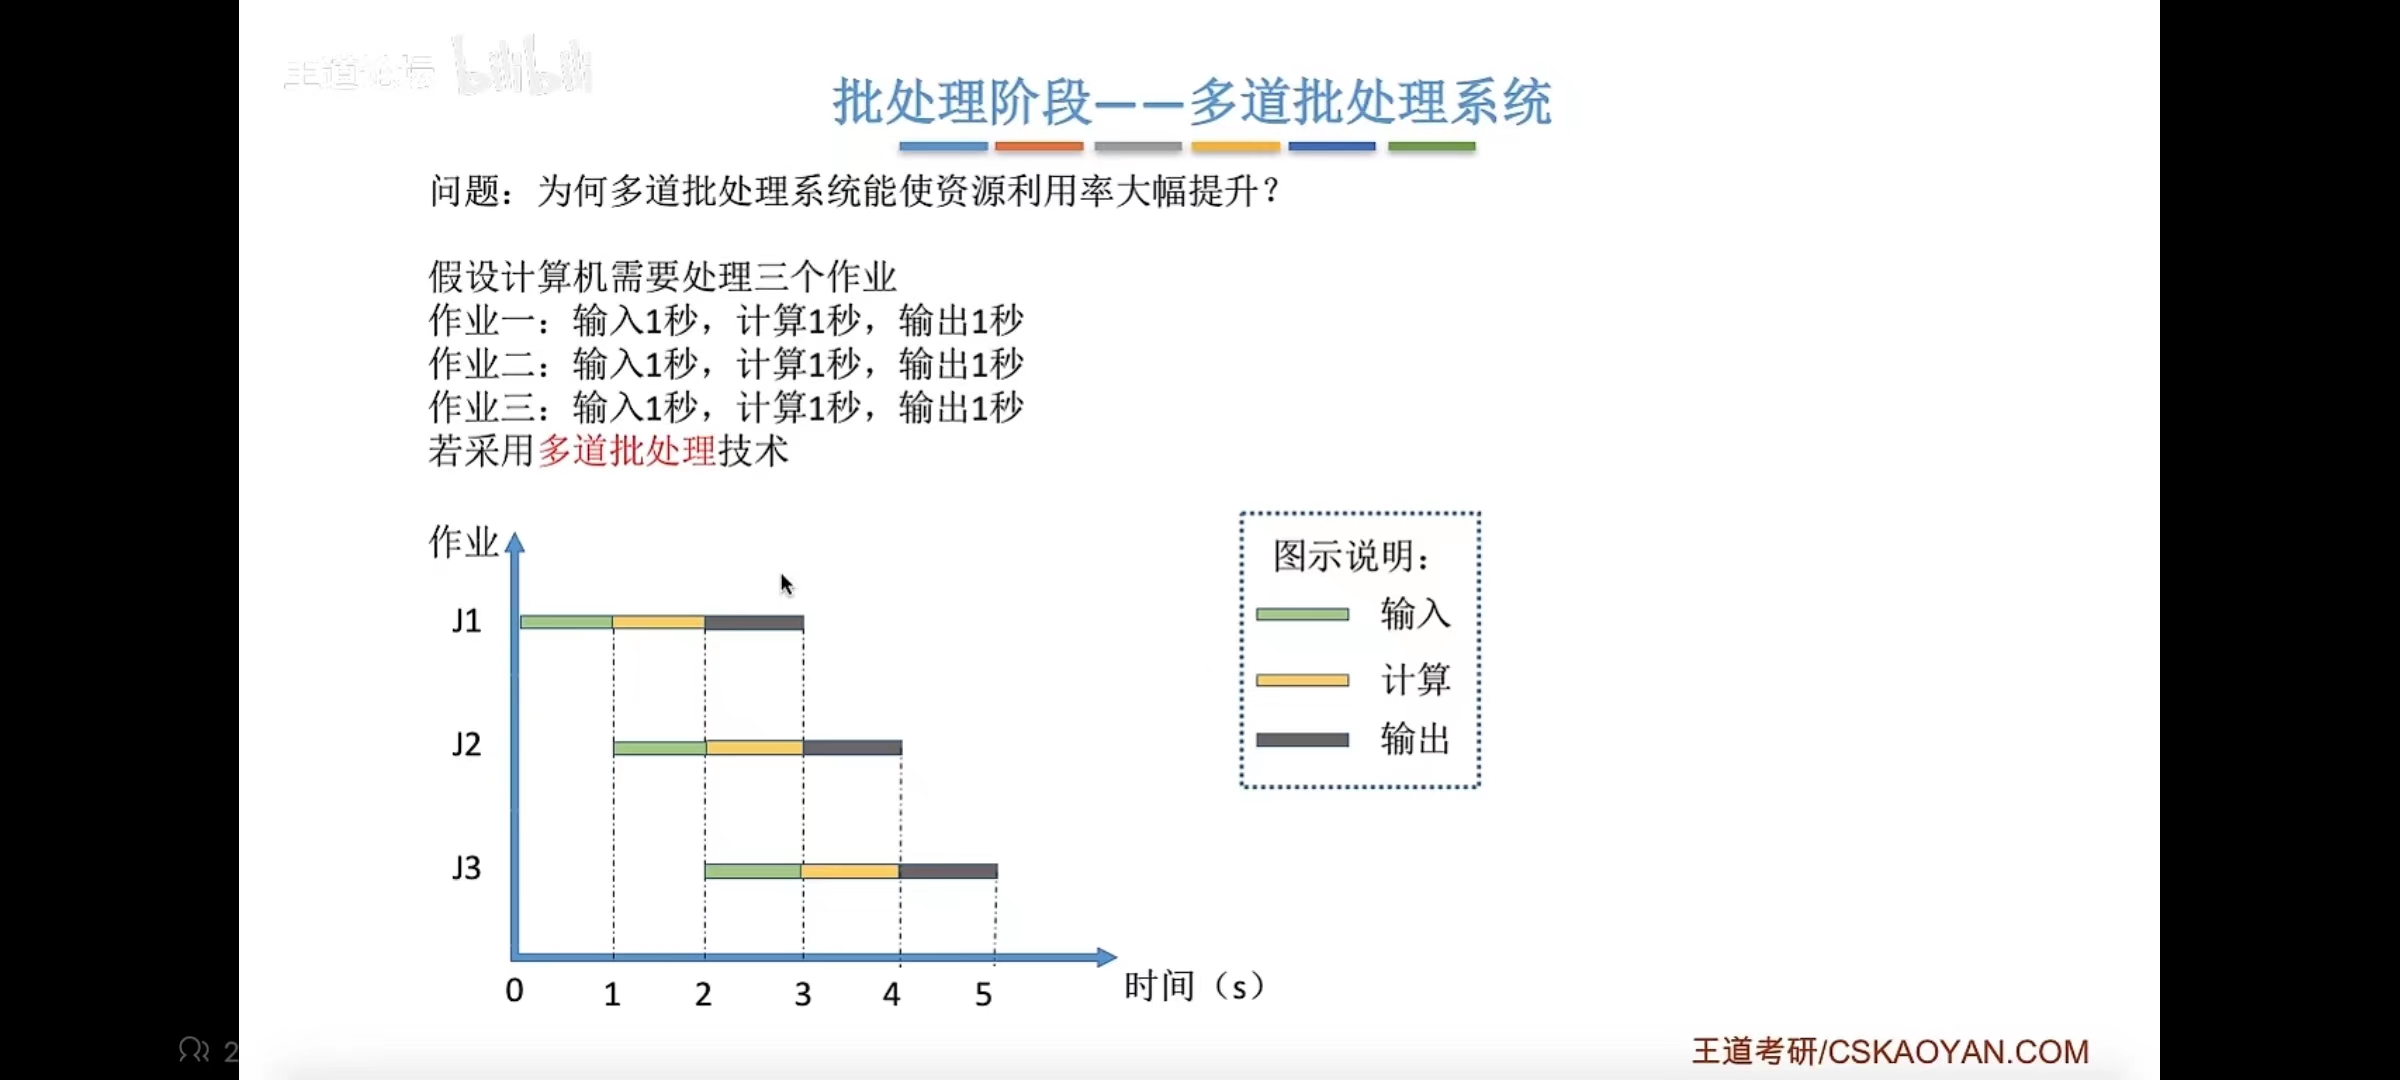 王道论坛 bilibili
批处理阶段——多道批处理系统
问题：为何多道批处理系统能使资源利用率大幅提升？
假设计算机需要处理三个作业
作业一：输入1秒，计算1秒，输出1秒
作业二：输入1秒，计算1秒，输出1秒
作业三：输入1秒，计算1秒，输出1秒
若采用多道批处理技术
作业
J1
J2
J3
0 1 2 3 4 5
时间（s）
图示说明：
输入
计算
输出
2
王道考研/CSKAOYAN.COM